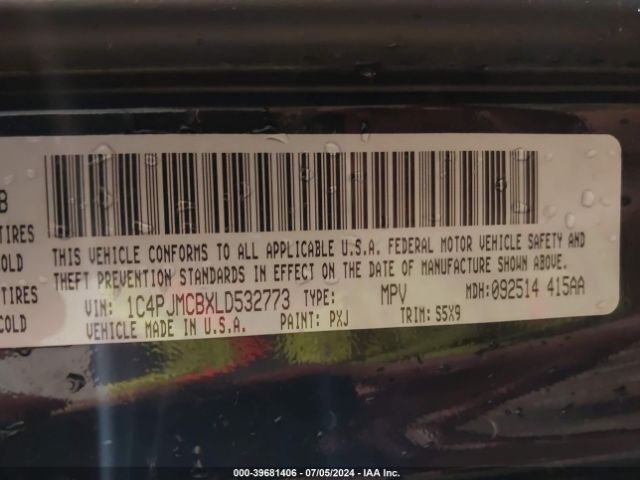 B
TIRES
COLD
TIRES
COLD
THIS VEHICLE CONFORMS TO ALL APPLICABLE U.S.A. FEDERAL MOTOR VEHICLE SAFETY AND
THEFT PREVENTION STANDARDS IN EFFECT ON THE DATE OF MANUFACTURE SHOWN ABOVE.
VIN: 1C4PJMCBXLD532773 TYPE: MPV MDH: 092514 415AA
VEHICLE MADE IN U.S.A. PAINT: PXJ TRIM: S5X9
000-39681406 - 07/05/2024 - IAA Inc.